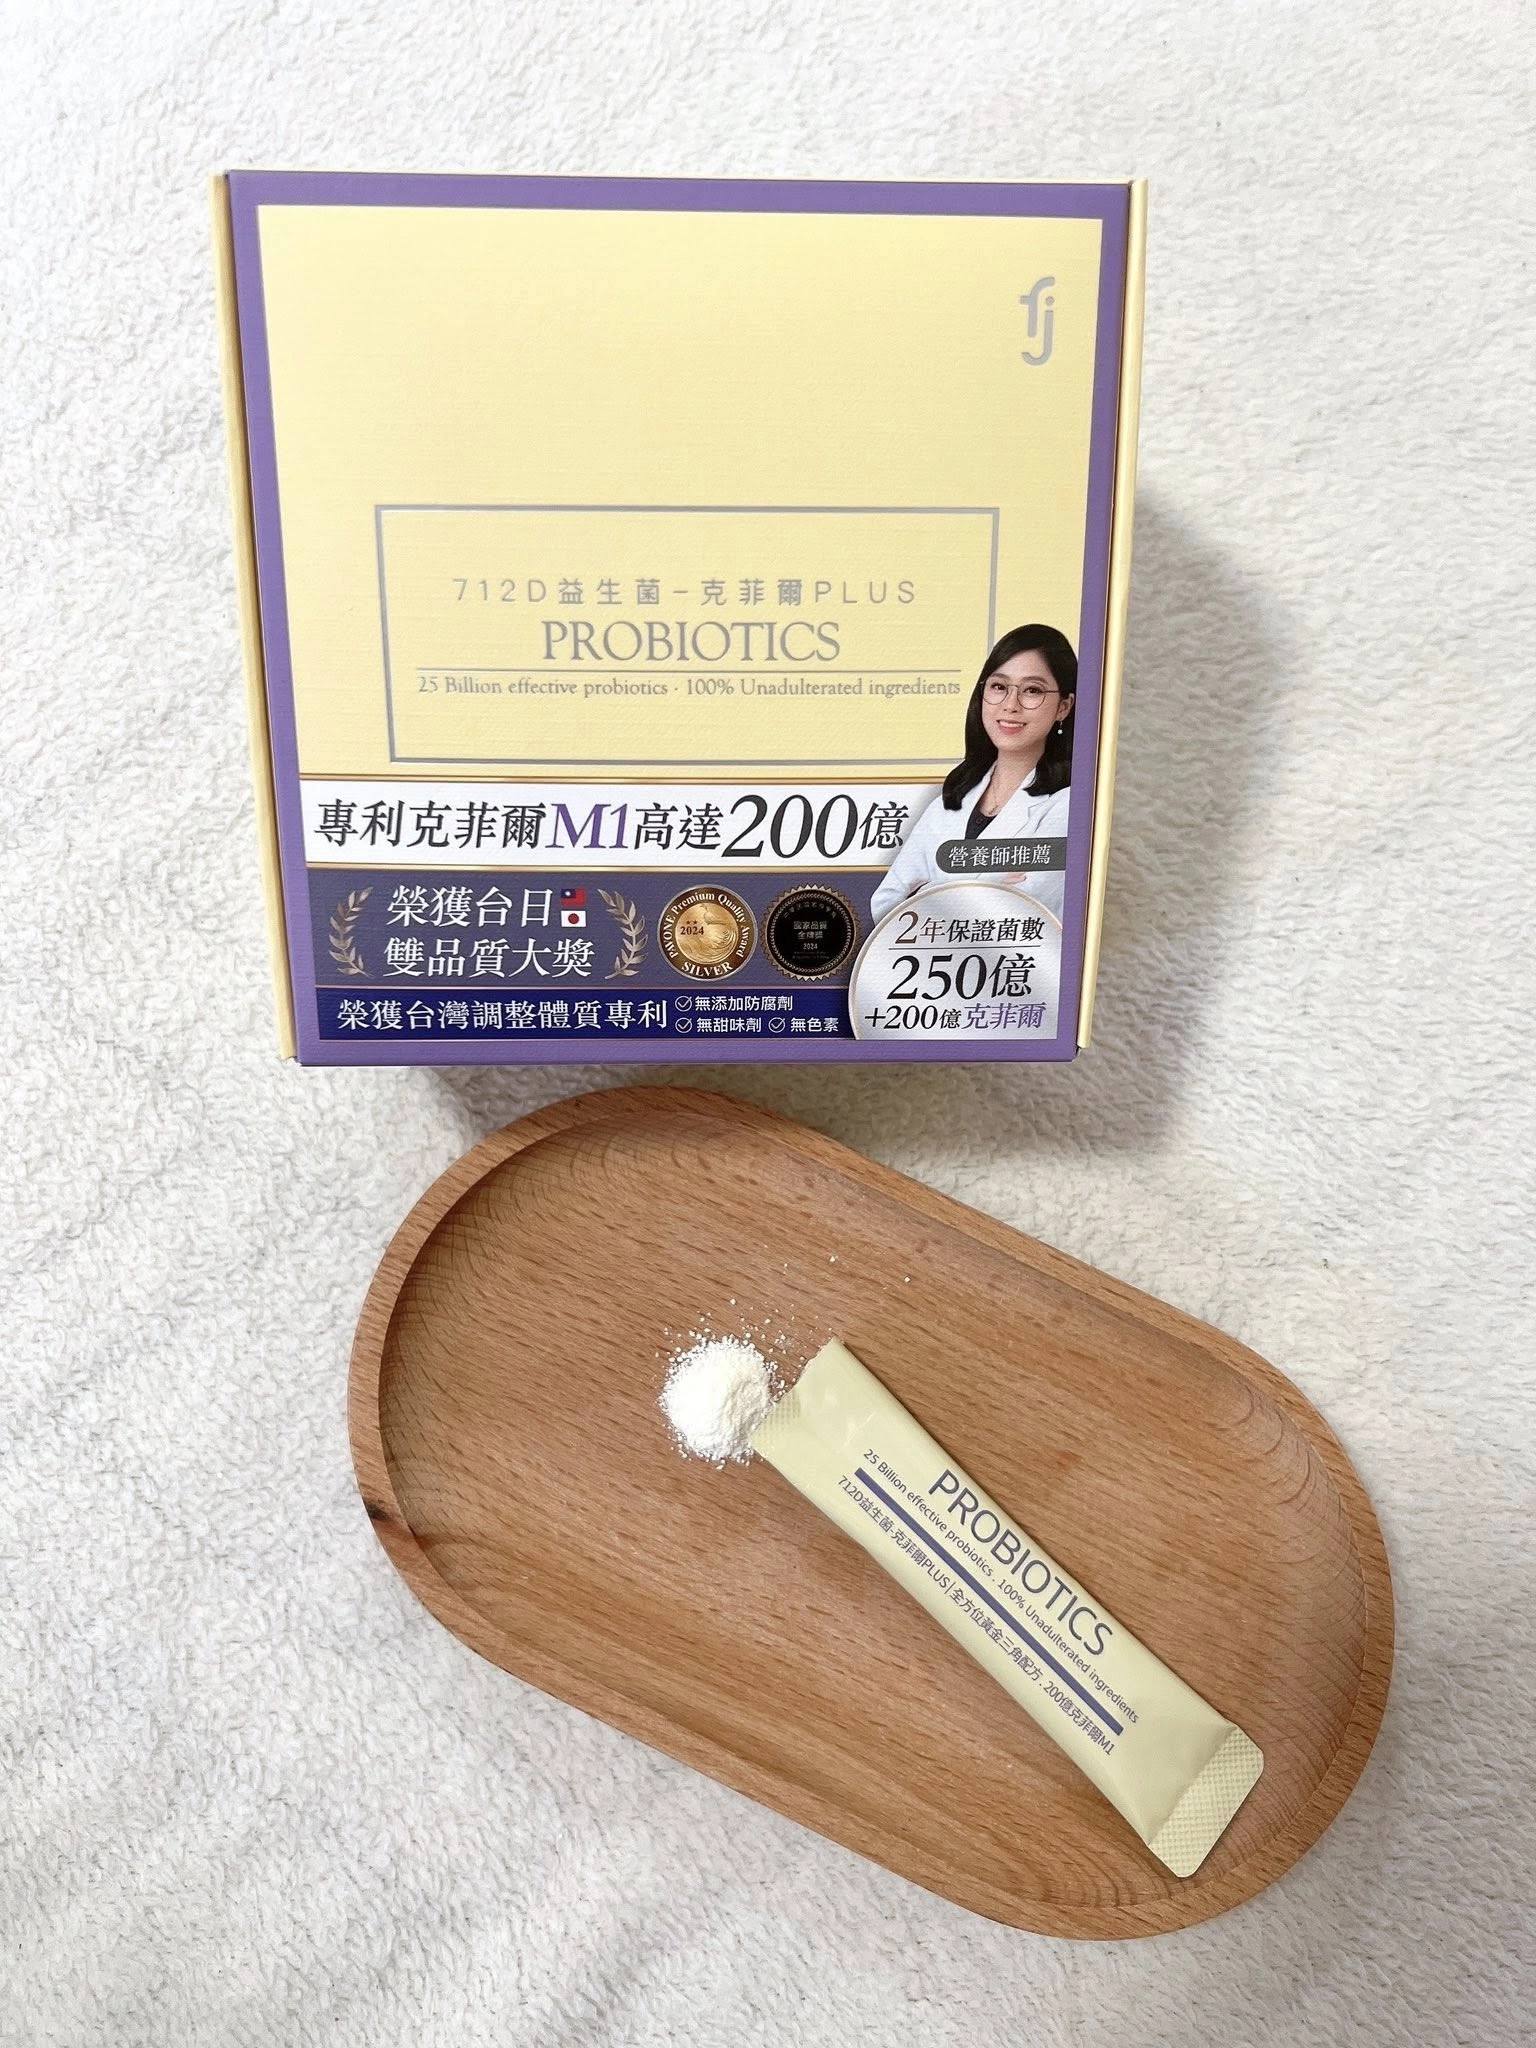 fj
712D益生菌-克菲爾PLUS
PROBIOTICS
25 Billion effective probiotics · 100% Unadulterated ingredients
專利克菲爾M1高達200億
營養師推薦
榮獲台日
雙品質大獎
PAVONE Premium Quality Award
2024
SILVER
國家品質
金牌獎
2024
2年保證菌數
250億
+200億克菲爾
榮獲台灣調整體質專利
無添加防腐劑
無甜味劑 無色素
PROBIOTICS
25 Billion effective probiotics . 100% Unadulterated ingredients
712D益生菌-克菲爾PLUS|全方位黃金三角配方 . 200億克菲爾M1